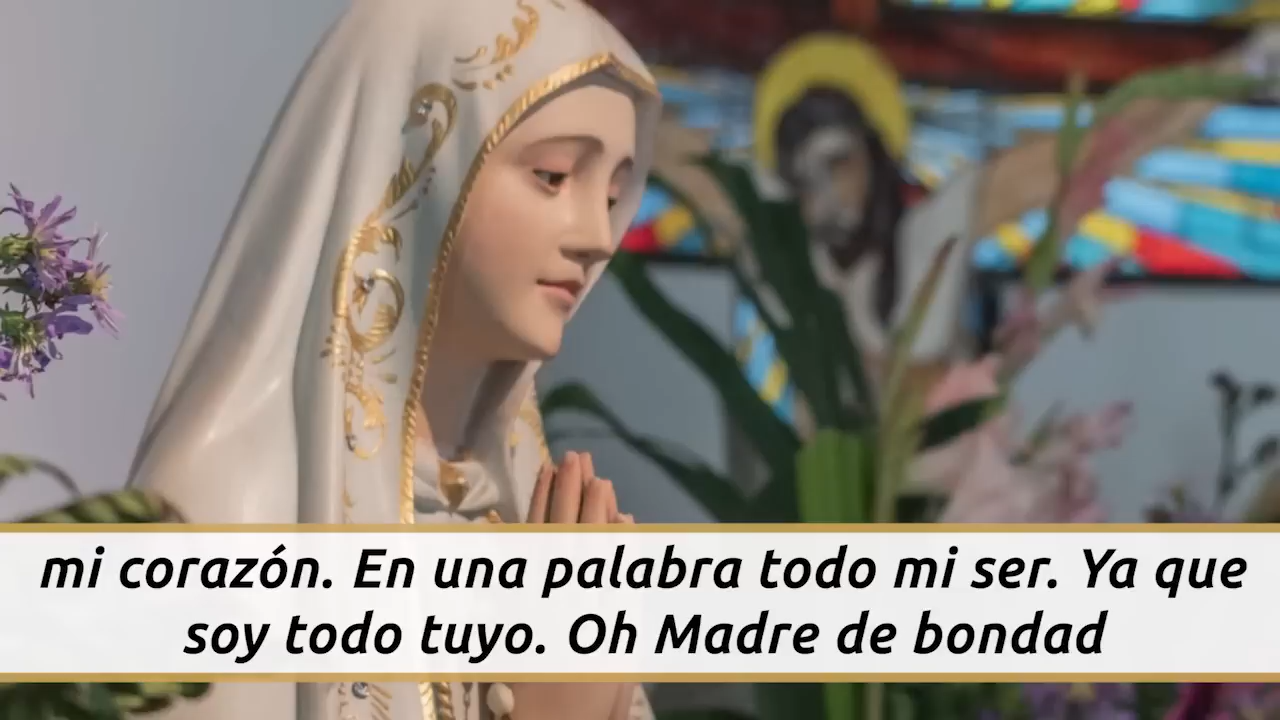 mi corazón. En una palabra todo mi ser. Ya que
soy todo tuyo. Oh Madre de bondad